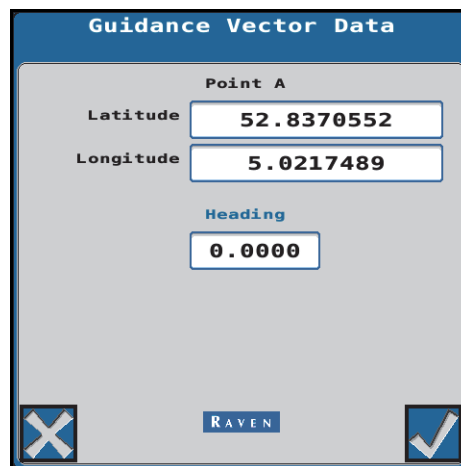 Guidance Vector Data
Point A
Latitude 52.8370552
Longitude 5.0217489
Heading
0.0000
RAVEN